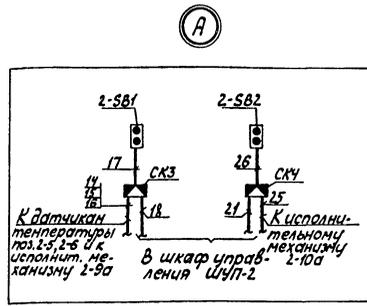 А
2-SB1
2-SB2
17
26
СК3
СК4
14
15
16
18
21
25
К датчикам
температуры
поз.2-5, 2-6 и к
исполнит. ме-
ханизму 2-9а
В шкаф управ-
ления ШУП-2
К исполни-
тельному
механизму
2-10а